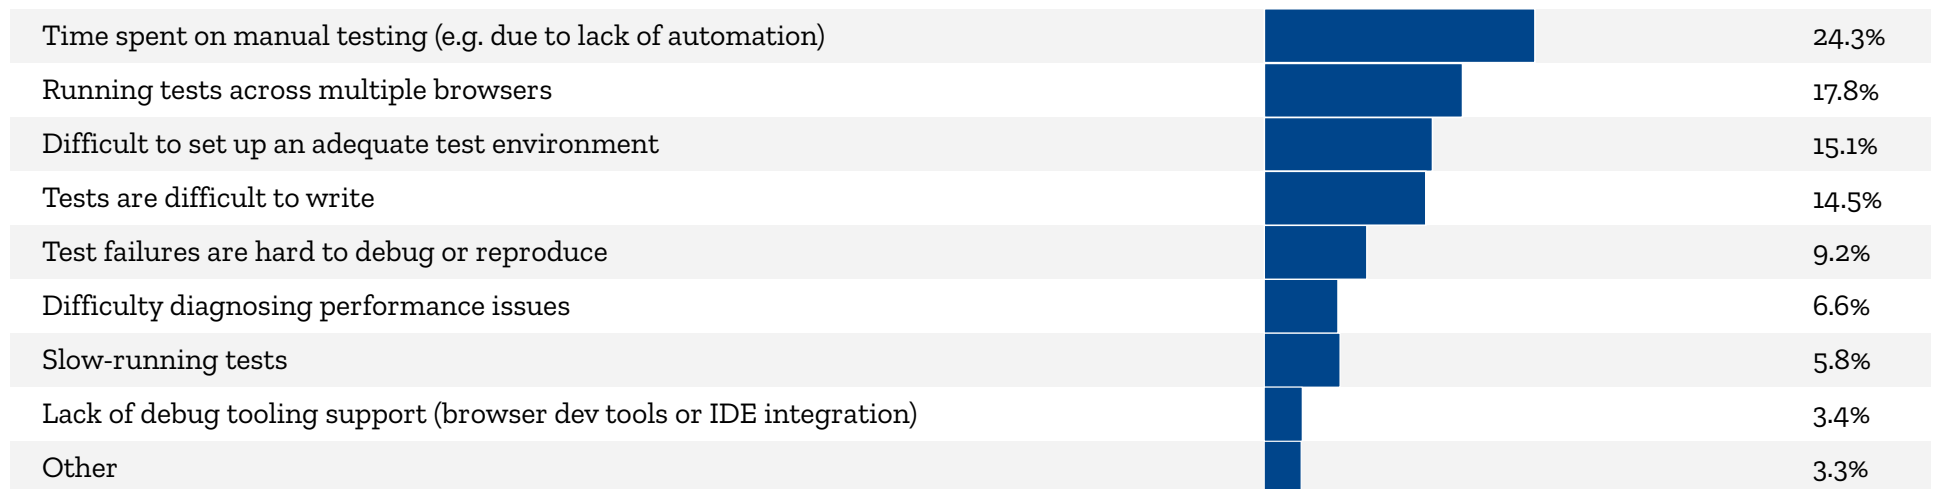 Time spent on manual testing (e.g. due to lack of automation) 24.3%
Running tests across multiple browsers 17.8%
Difficult to set up an adequate test environment 15.1%
Tests are difficult to write 14.5%
Test failures are hard to debug or reproduce 9.2%
Difficulty diagnosing performance issues 6.6%
Slow-running tests 5.8%
Lack of debug tooling support (browser dev tools or IDE integration) 3.4%
Other 3.3%